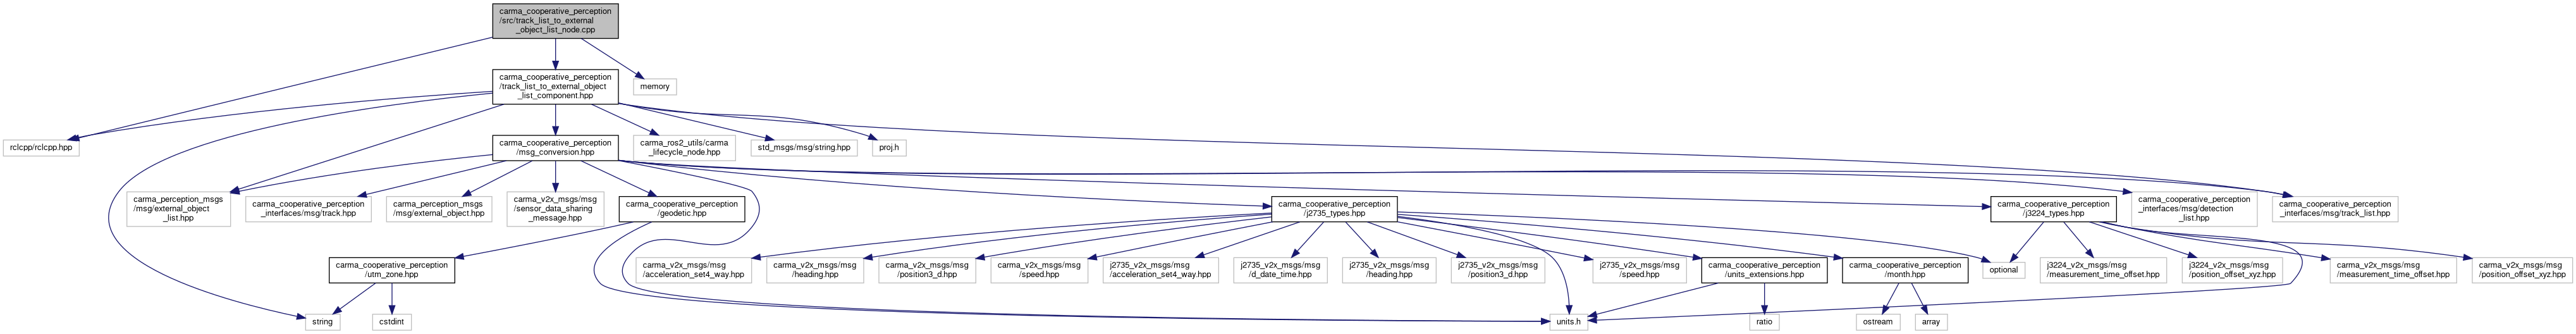 carma_cooperative_perception
/src/track_list_to_external
_object_list_node.cpp
carma_cooperative_perception
/track_list_to_external_object
_list_component.hpp
memory
rclcpp/rclcpp.hpp
carma_cooperative_perception
/msg_conversion.hpp
carma_ros2_utils/carma
_lifecycle_node.hpp
std_msgs/msg/string.hpp
proj.h
carma_perception_msgs
/msg/external_object
_list.hpp
carma_cooperative_perception
_interfaces/msg/track.hpp
carma_perception_msgs
/msg/external_object.hpp
carma_v2x_msgs/msg
/sensor_data_sharing
_message.hpp
carma_cooperative_perception
/geodetic.hpp
carma_cooperative_perception
/j2735_types.hpp
carma_cooperative_perception
/j3224_types.hpp
carma_cooperative_perception
_interfaces/msg/detection
_list.hpp
carma_cooperative_perception
_interfaces/msg/track_list.hpp
carma_cooperative_perception
/utm_zone.hpp
carma_v2x_msgs/msg
/acceleration_set4_way.hpp
carma_v2x_msgs/msg
/heading.hpp
carma_v2x_msgs/msg
/position3_d.hpp
carma_v2x_msgs/msg
/speed.hpp
j2735_v2x_msgs/msg
/acceleration_set4_way.hpp
j2735_v2x_msgs/msg
/d_date_time.hpp
j2735_v2x_msgs/msg
/heading.hpp
j2735_v2x_msgs/msg
/position3_d.hpp
j2735_v2x_msgs/msg
/speed.hpp
carma_cooperative_perception
/units_extensions.hpp
carma_cooperative_perception
/month.hpp
optional
j3224_v2x_msgs/msg
/measurement_time_offset.hpp
j3224_v2x_msgs/msg
/position_offset_xyz.hpp
carma_v2x_msgs/msg
/measurement_time_offset.hpp
carma_v2x_msgs/msg
/position_offset_xyz.hpp
string
cstdint
units.h
ratio
ostream
array